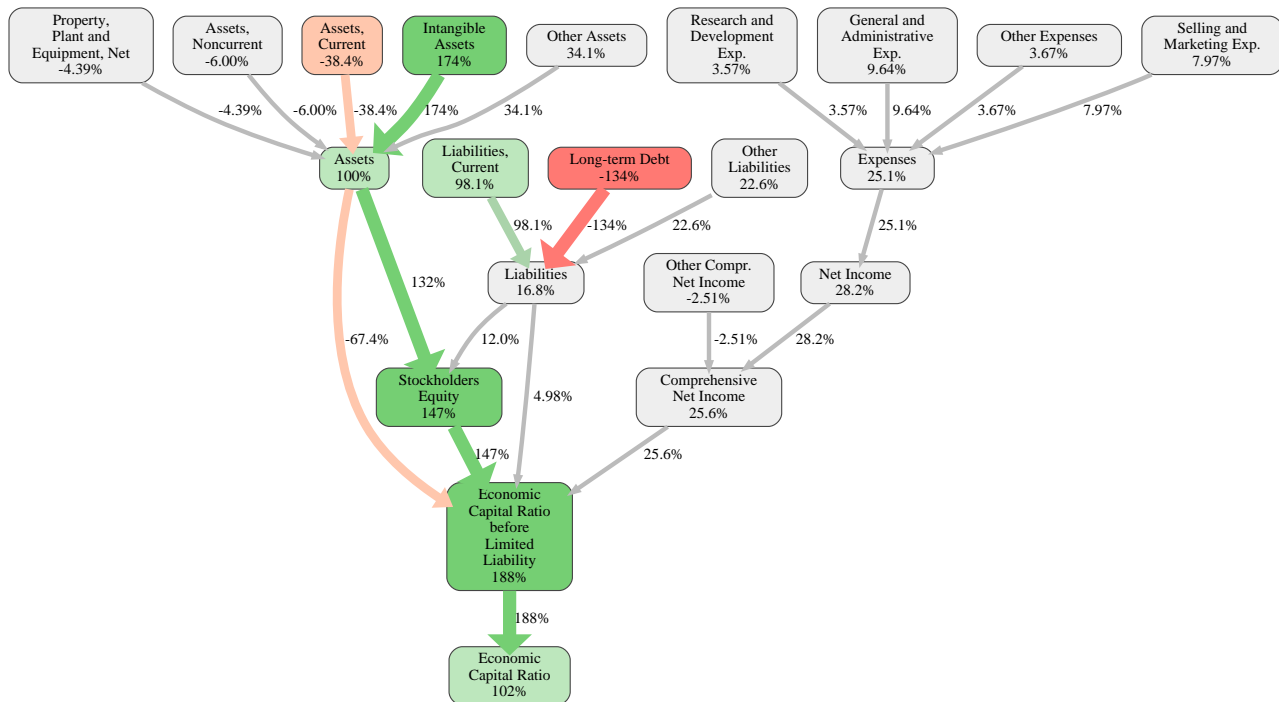 Property,
Plant and
Equipment, Net
-4.39%
Assets,
Noncurrent
-6.00%
Assets,
Current
-38.4%
Intangible
Assets
174%
Other Assets
34.1%
Research and
Development
Exp.
3.57%
General and
Administrative
Exp.
9.64%
Other Expenses
3.67%
Selling and
Marketing Exp.
7.97%
-4.39%
-6.00%
-38.4%
174%
34.1%
3.57%
9.64%
3.67%
7.97%
Assets
100%
Liabilities,
Current
98.1%
Long-term Debt
-134%
Other
Liabilities
22.6%
Expenses
25.1%
98.1%
-134%
22.6%
25.1%
Liabilities
16.8%
Other Compr.
Net Income
-2.51%
Net Income
28.2%
132%
-67.4%
12.0%
4.98%
-2.51%
28.2%
Stockholders
Equity
147%
Comprehensive
Net Income
25.6%
147%
25.6%
Economic
Capital Ratio
before
Limited
Liability
188%
188%
Economic
Capital Ratio
102%